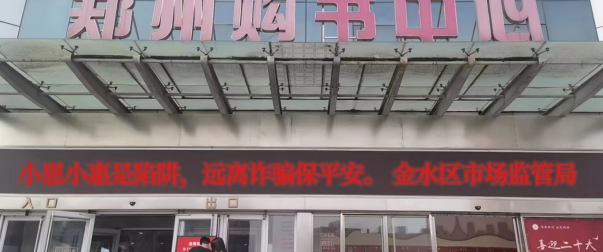 郑州购书中心
小恩小惠是陷阱，远离诈骗保平安。 金水区市场监管局
入口 出口
喜迎二十大